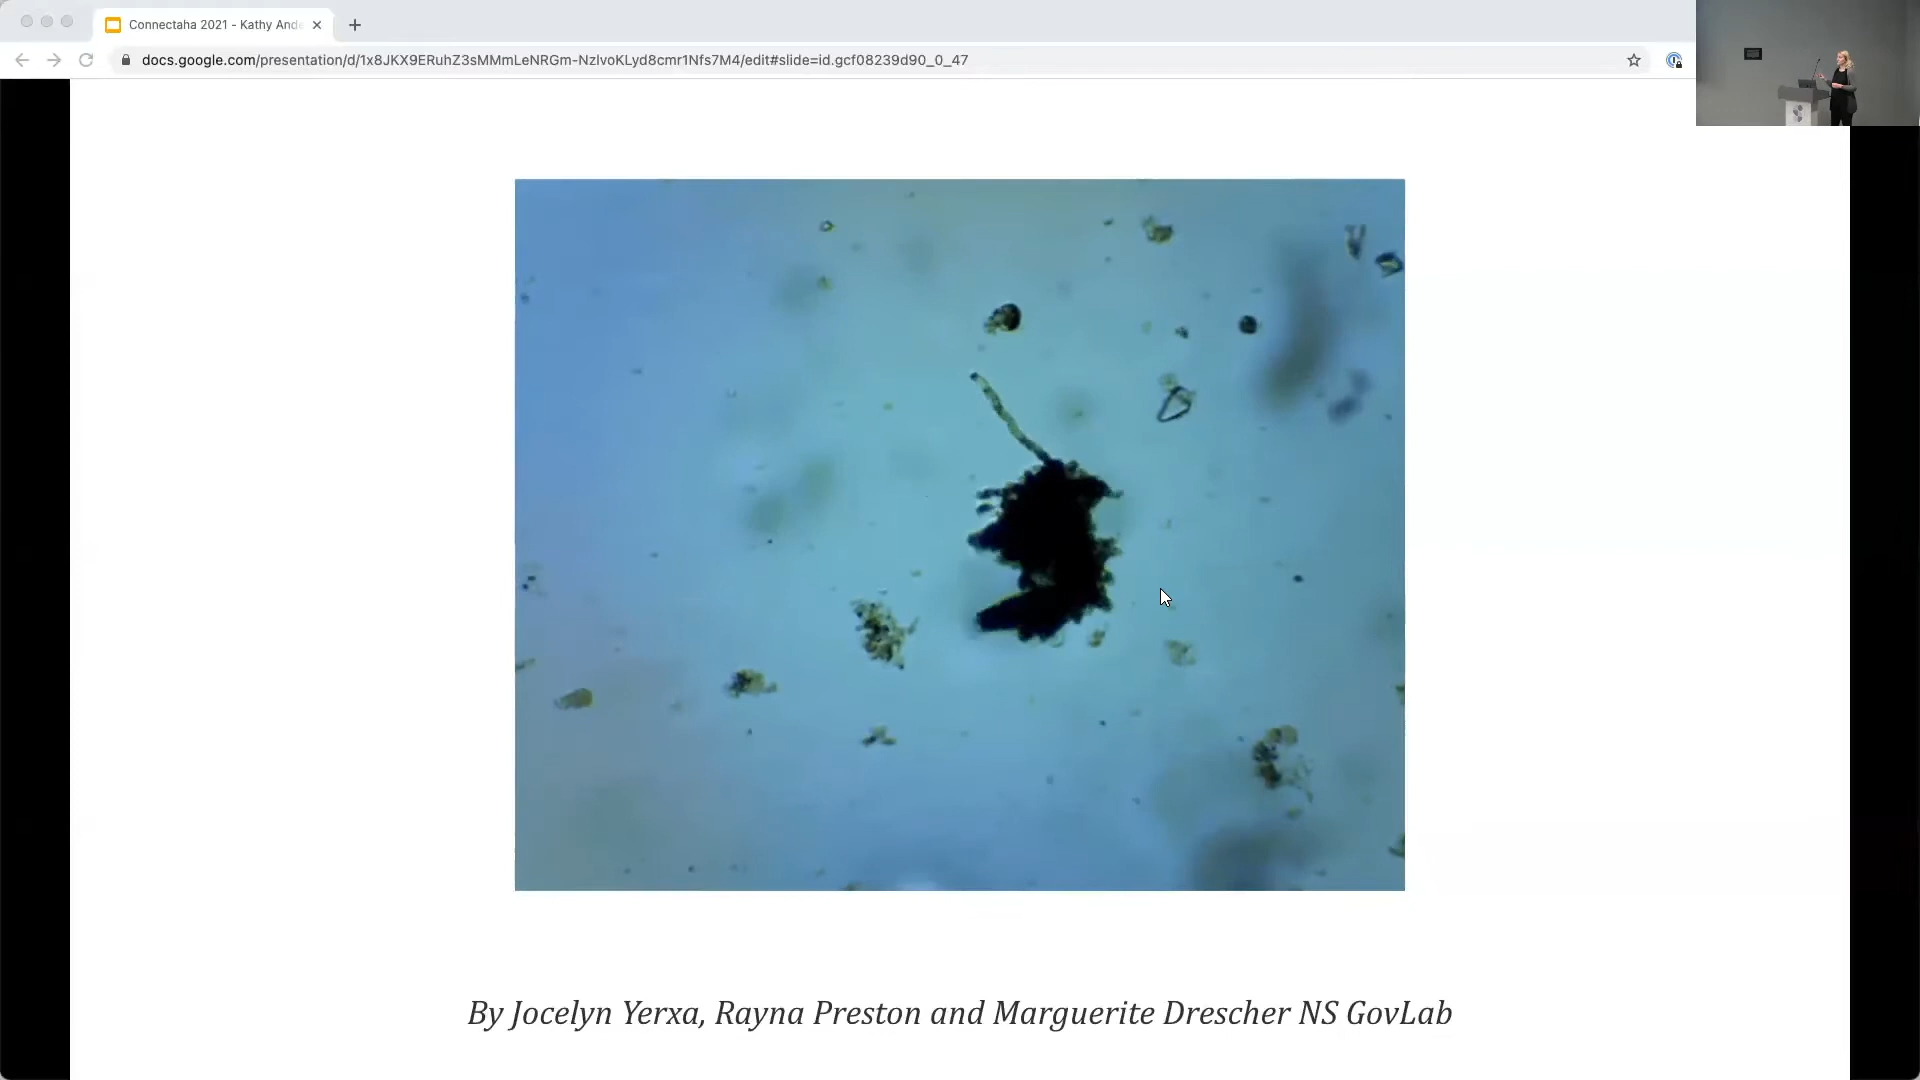 Connectaha 2021 - Kathy Ande
docs.google.com/presentation/d/1x8JKX9ERuhZ3sMMmLeNRGm-NzlvoKLyd8cmr1Nfs7M4/edit#slide=id.gcf08239d90_0_47
By Jocelyn Yerxa, Rayna Preston and Marguerite Drescher NS GovLab